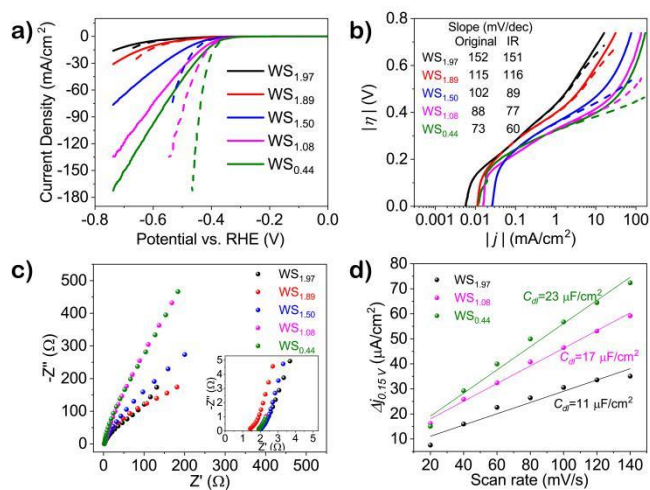 a)
Current Density (mA/cm²)
0
-30
-60
-90
-120
-150
-180
WS1.97
WS1.89
WS1.50
WS1.08
WS0.44
-0.8 -0.6 -0.4 -0.2 0.0
Potential vs. RHE (V)
b)
|η| (V)
0.8
0.6
0.4
0.2
0.0
Slope (mV/dec)
Original IR
WS1.97 152 151
WS1.89 115 116
WS1.50 102 89
WS1.08 88 77
WS0.44 73 60
0.001 0.01 0.1 1 10 100
|j| (mA/cm²)
c)
-Z'' (Ω)
500
400
300
200
100
0
WS1.97
WS1.89
WS1.50
WS1.08
WS0.44
-Z'' (Ω)
5
4
3
2
1
0
0 1 2 3 4 5
Z' (Ω)
0 100 200 300 400 500
Z' (Ω)
d)
Δj0.15 V (μA/cm²)
80
70
60
50
40
30
20
10
WS1.97
WS1.08
WS0.44
Cdl=23 μF/cm²
Cdl=17 μF/cm²
Cdl=11 μF/cm²
20 40 60 80 100 120 140
Scan rate (mV/s)